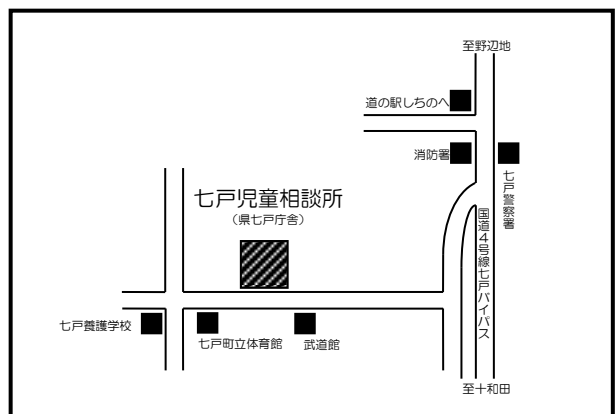 至野辺地
道の駅しちのへ
消防署
七戸警察署
七戸児童相談所
（県七戸庁舎）
国道４号線七戸バイパス
七戸養護学校
七戸町立体育館
武道館
至十和田